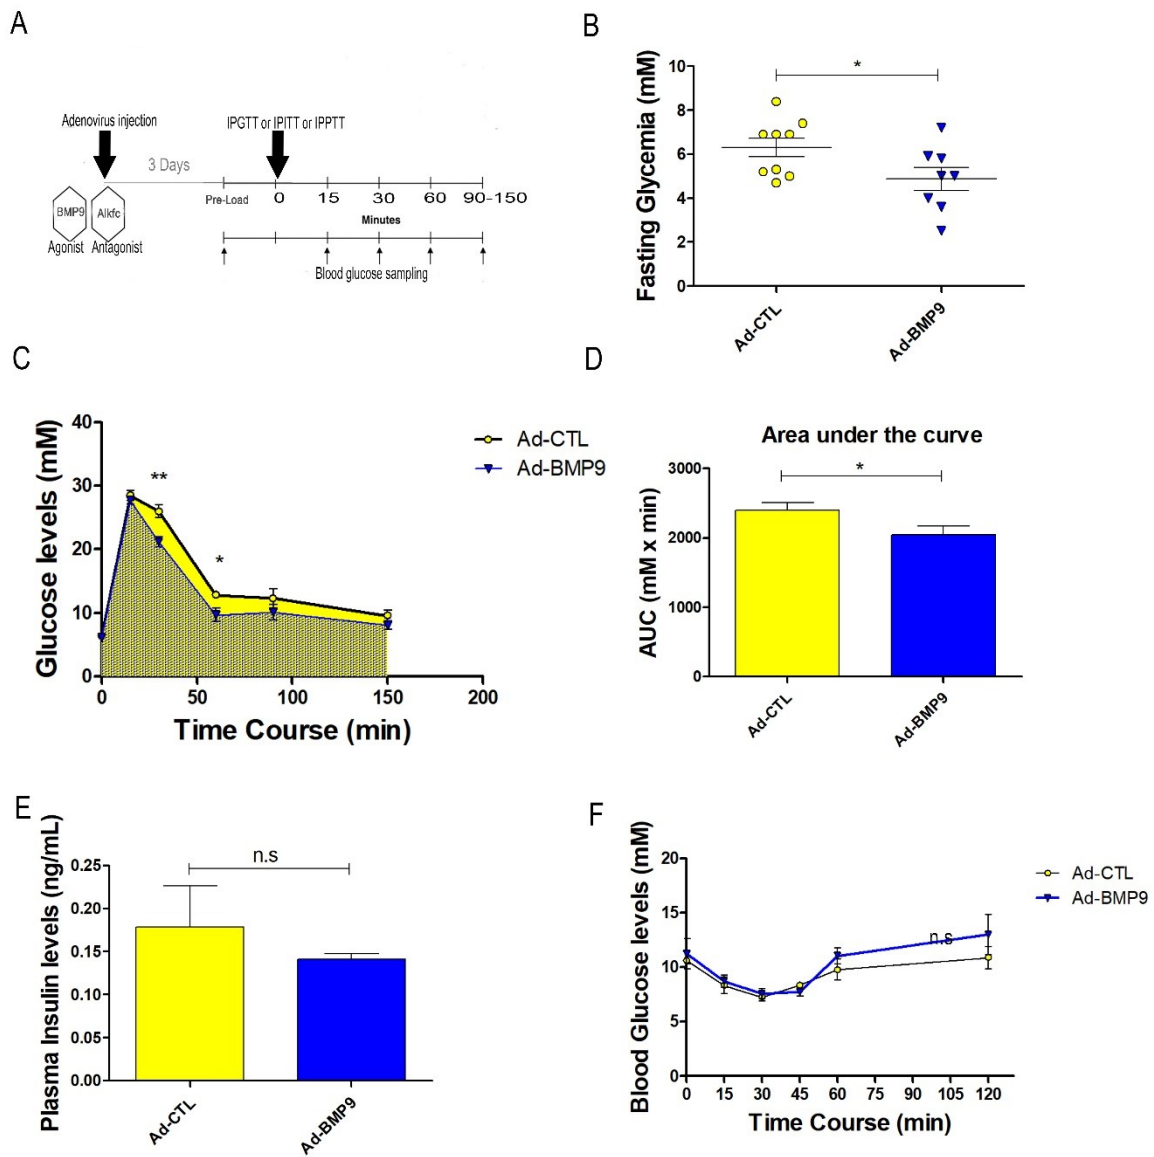 A
Adenovirus injection
IPGTT or IPITT or IPPTT
3 Days
Pre-Load 0 15 30 60 90-150
Minutes
BMP9 Alkfc
Agonist Antagonist
Blood glucose sampling
B
Fasting Glycemia (mM)
*
10
8
6
4
2
0
Ad-CTL Ad-BMP9
C
Glucose levels (mM)
40
30
20
10
0
**
*
Ad-CTL
Ad-BMP9
0 50 100 150 200
Time Course (min)
D
Area under the curve
*
AUC (mM x min)
3000
2000
1000
0
Ad-CTL Ad-BMP9
E
Plasma Insulin levels (ng/mL)
n.s
0.25
0.20
0.15
0.10
0.05
0.00
Ad-CTL Ad-BMP9
F
Blood Glucose levels (mM)
20
15
10
5
0
n.s
Ad-CTL
Ad-BMP9
0 15 30 45 60 75 90 105 120
Time Course (min)